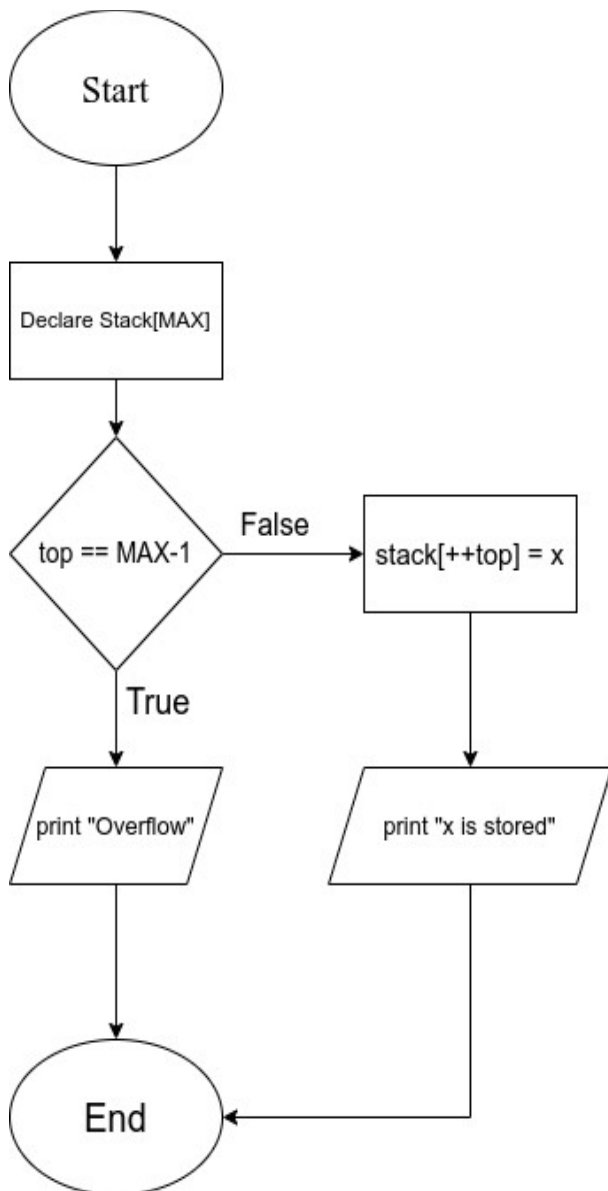 Start
Declare Stack[MAX]
top == MAX-1
False
stack[++top] = x
True
print "Overflow"
print "x is stored"
End